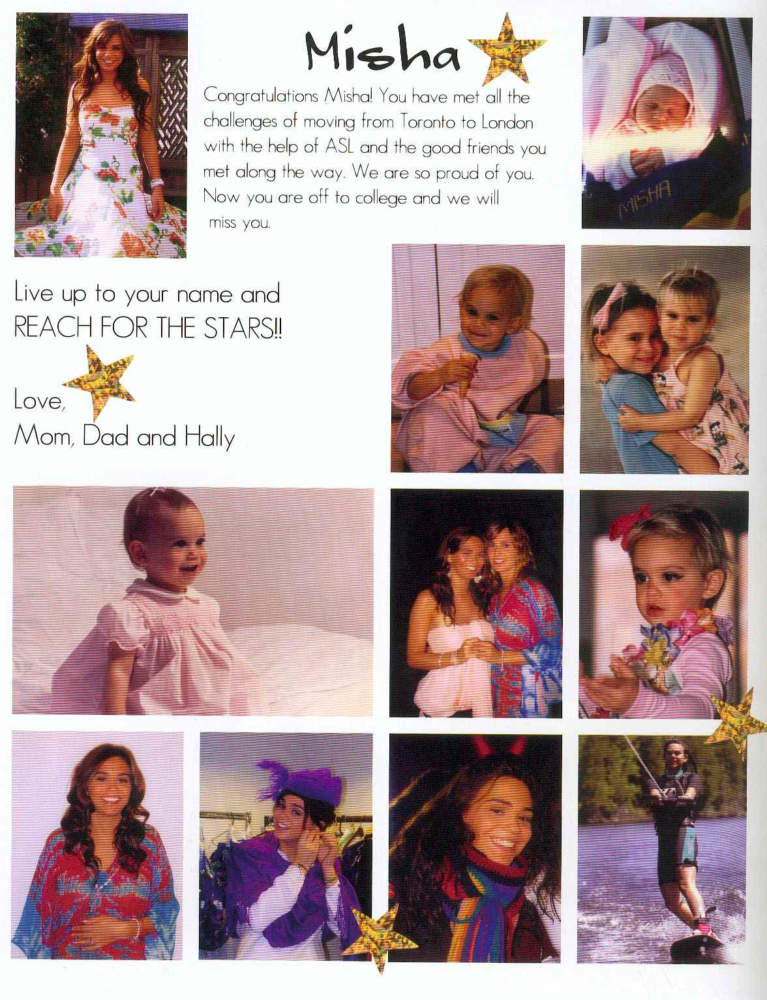 Misha
Congratulations Misha! You have met all the
challenges of moving from Toronto to London
with the help of ASL and the good friends you
met along the way. We are so proud of you.
Now you are off to college and we will
miss you.
MISHA
Live up to your name and
REACH FOR THE STARS!!
Love,
Mom, Dad and Hally